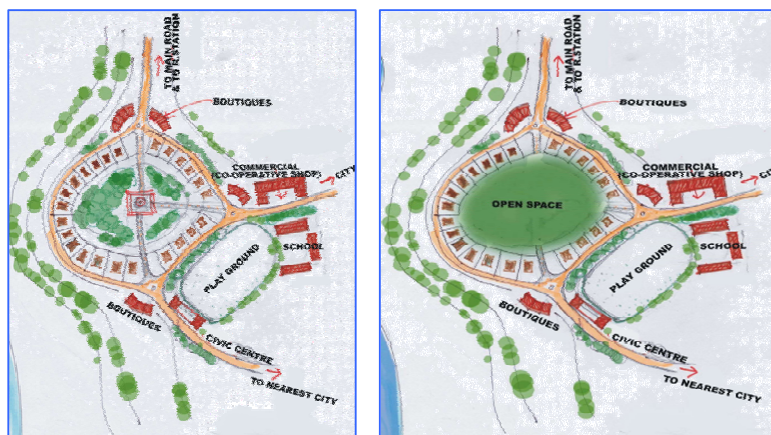 TO MAIN ROAD
& TO R.STATION
BOUTIQUES
COMMERCIAL
(CO-OPERATIVE SHOP)
CITY
SCHOOL
PLAY GROUND
BOUTIQUES
CIVIC CENTRE
TO NEAREST CITY
TO MAIN ROAD
& TO R.STATION
BOUTIQUES
COMMERCIAL
(CO-OPERATIVE SHOP)
OPEN SPACE
SCHOOL
PLAY GROUND
BOUTIQUES
CIVIC CENTRE
TO NEAREST CITY